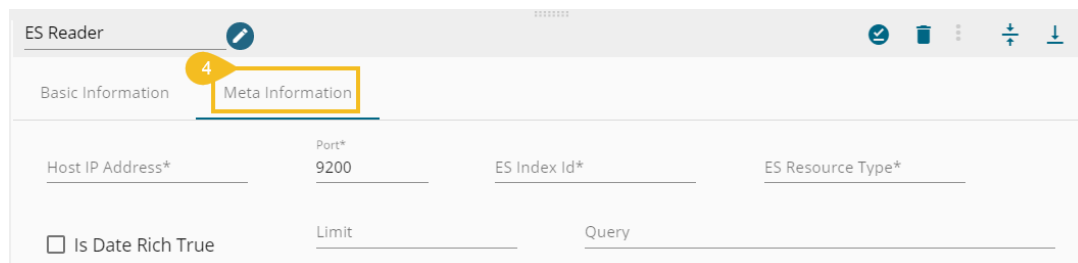 ES Reader
4
Basic Information Meta Information
Port*
Host IP Address* 9200 ES Index Id* ES Resource Type*
Limit Query
Is Date Rich True